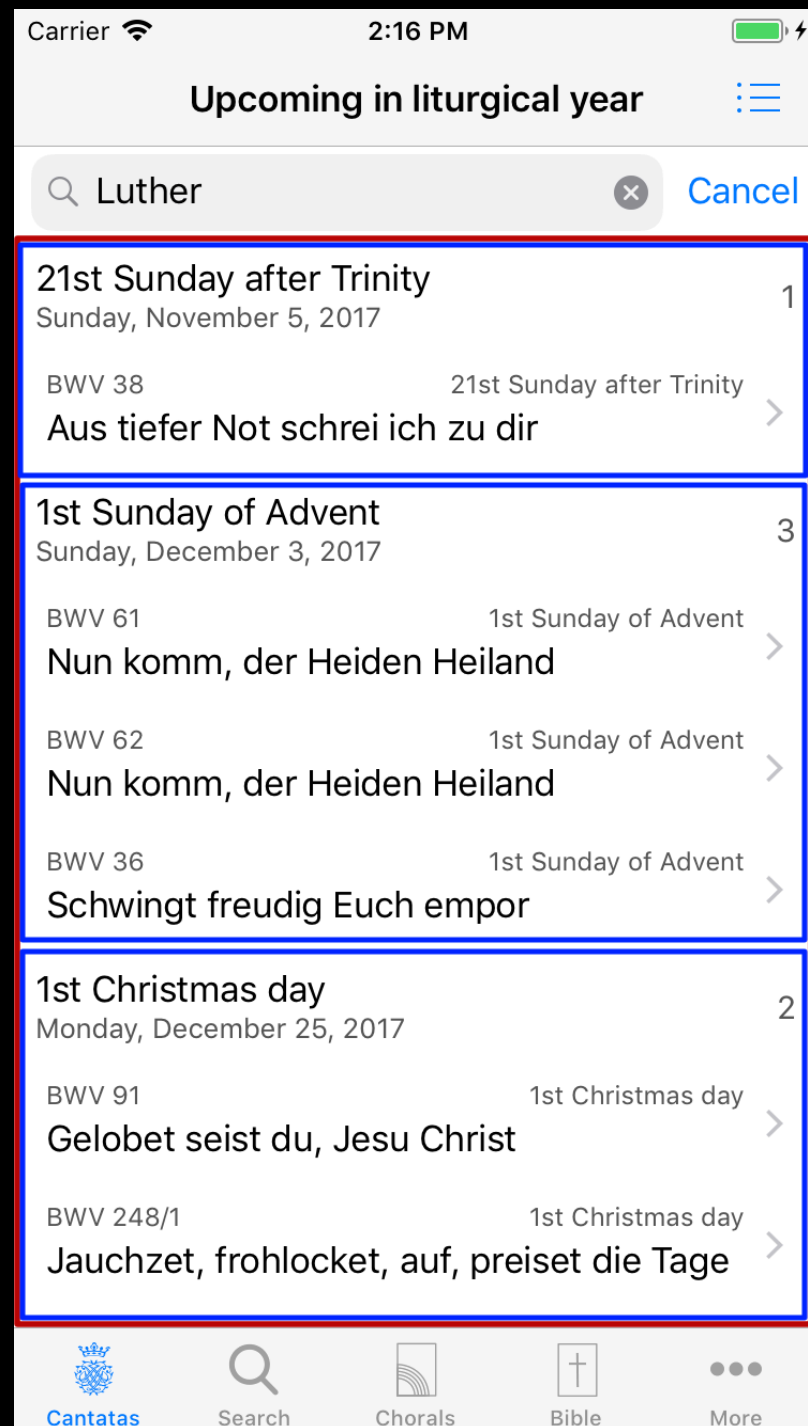 Carrier 2:16 PM
Upcoming in liturgical year
Luther Cancel
21st Sunday after Trinity
Sunday, November 5, 2017 1
BWV 38 21st Sunday after Trinity
Aus tiefer Not schrei ich zu dir
1st Sunday of Advent
Sunday, December 3, 2017 3
BWV 61 1st Sunday of Advent
Nun komm, der Heiden Heiland
BWV 62 1st Sunday of Advent
Nun komm, der Heiden Heiland
BWV 36 1st Sunday of Advent
Schwingt freudig Euch empor
1st Christmas day
Monday, December 25, 2017 2
BWV 91 1st Christmas day
Gelobet seist du, Jesu Christ
BWV 248/1 1st Christmas day
Jauchzet, frohlocket, auf, preiset die Tage
Cantatas Search Chorals Bible More